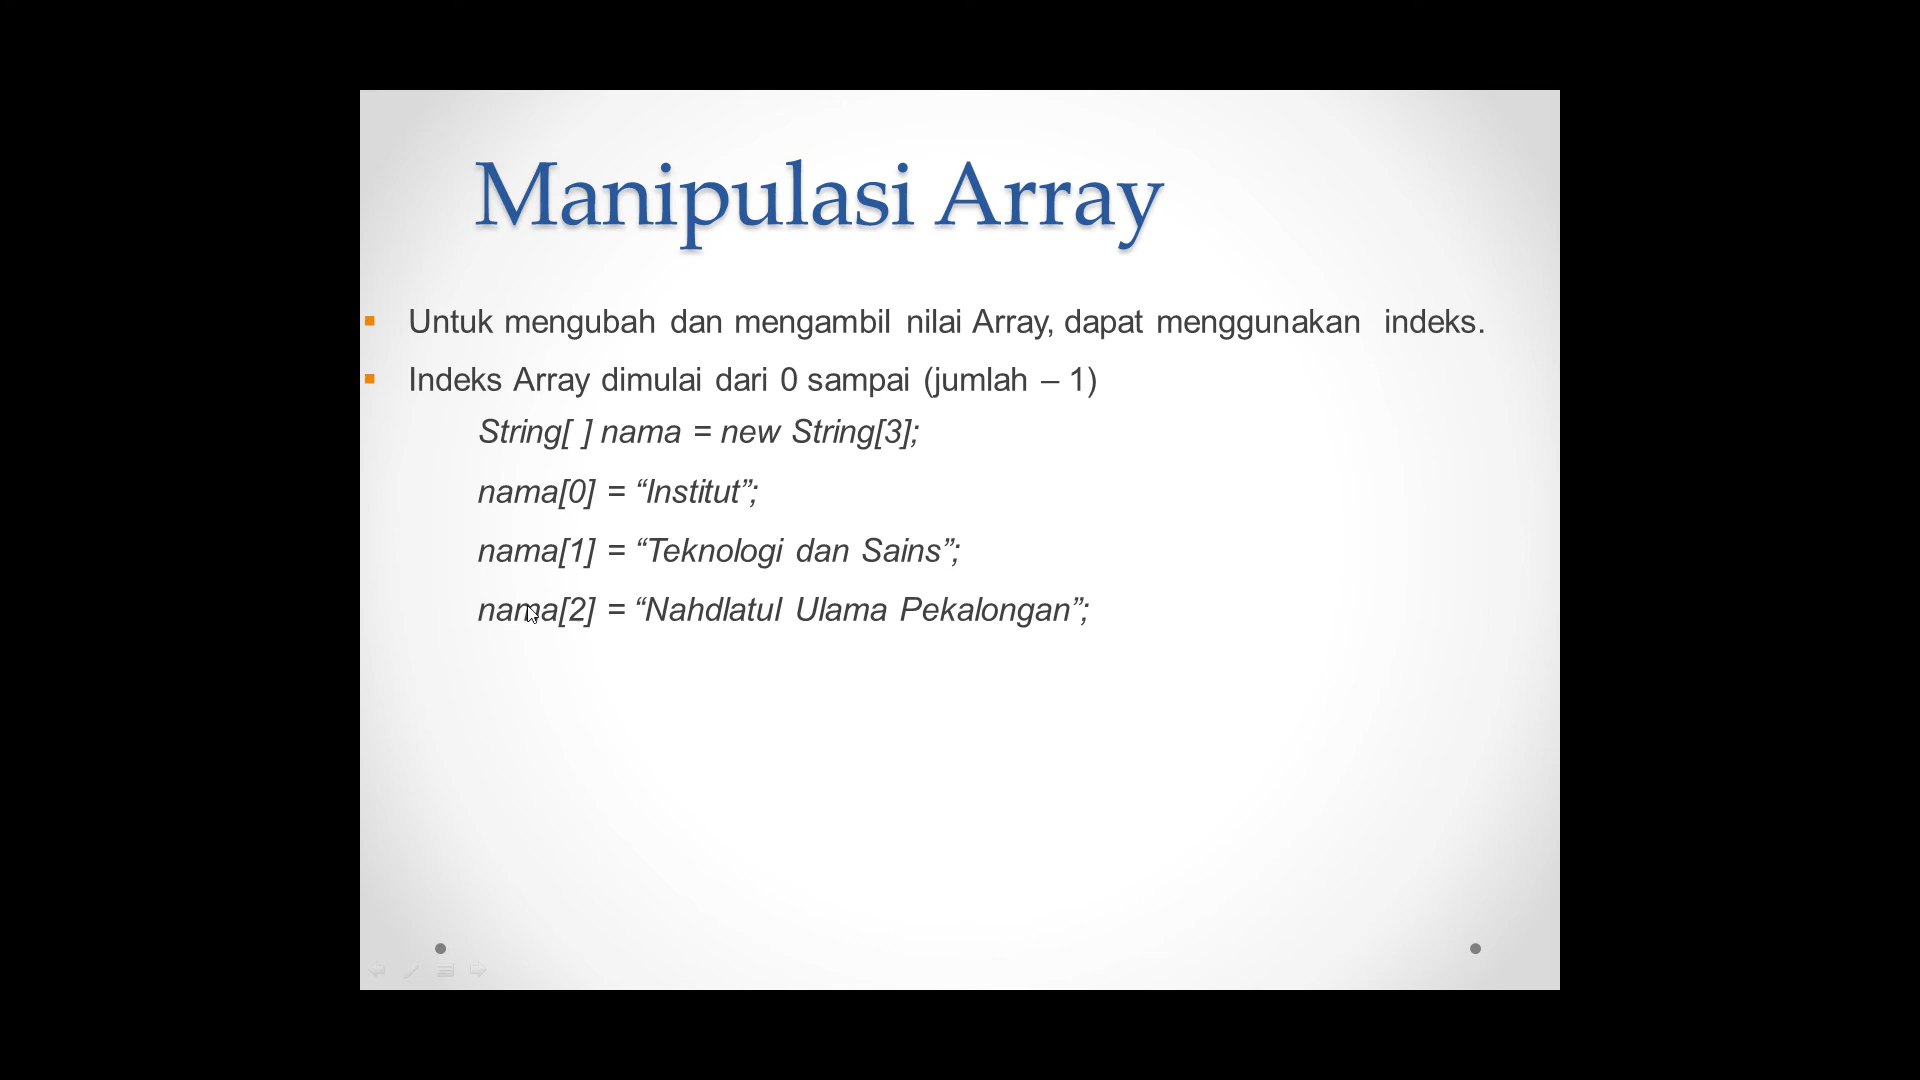 Manipulasi Array
Untuk mengubah dan mengambil nilai Array, dapat menggunakan indeks.
Indeks Array dimulai dari 0 sampai (jumlah – 1)
String[ ] nama = new String[3];
nama[0] = “Institut”;
nama[1] = “Teknologi dan Sains”;
nama[2] = “Nahdlatul Ulama Pekalongan”;